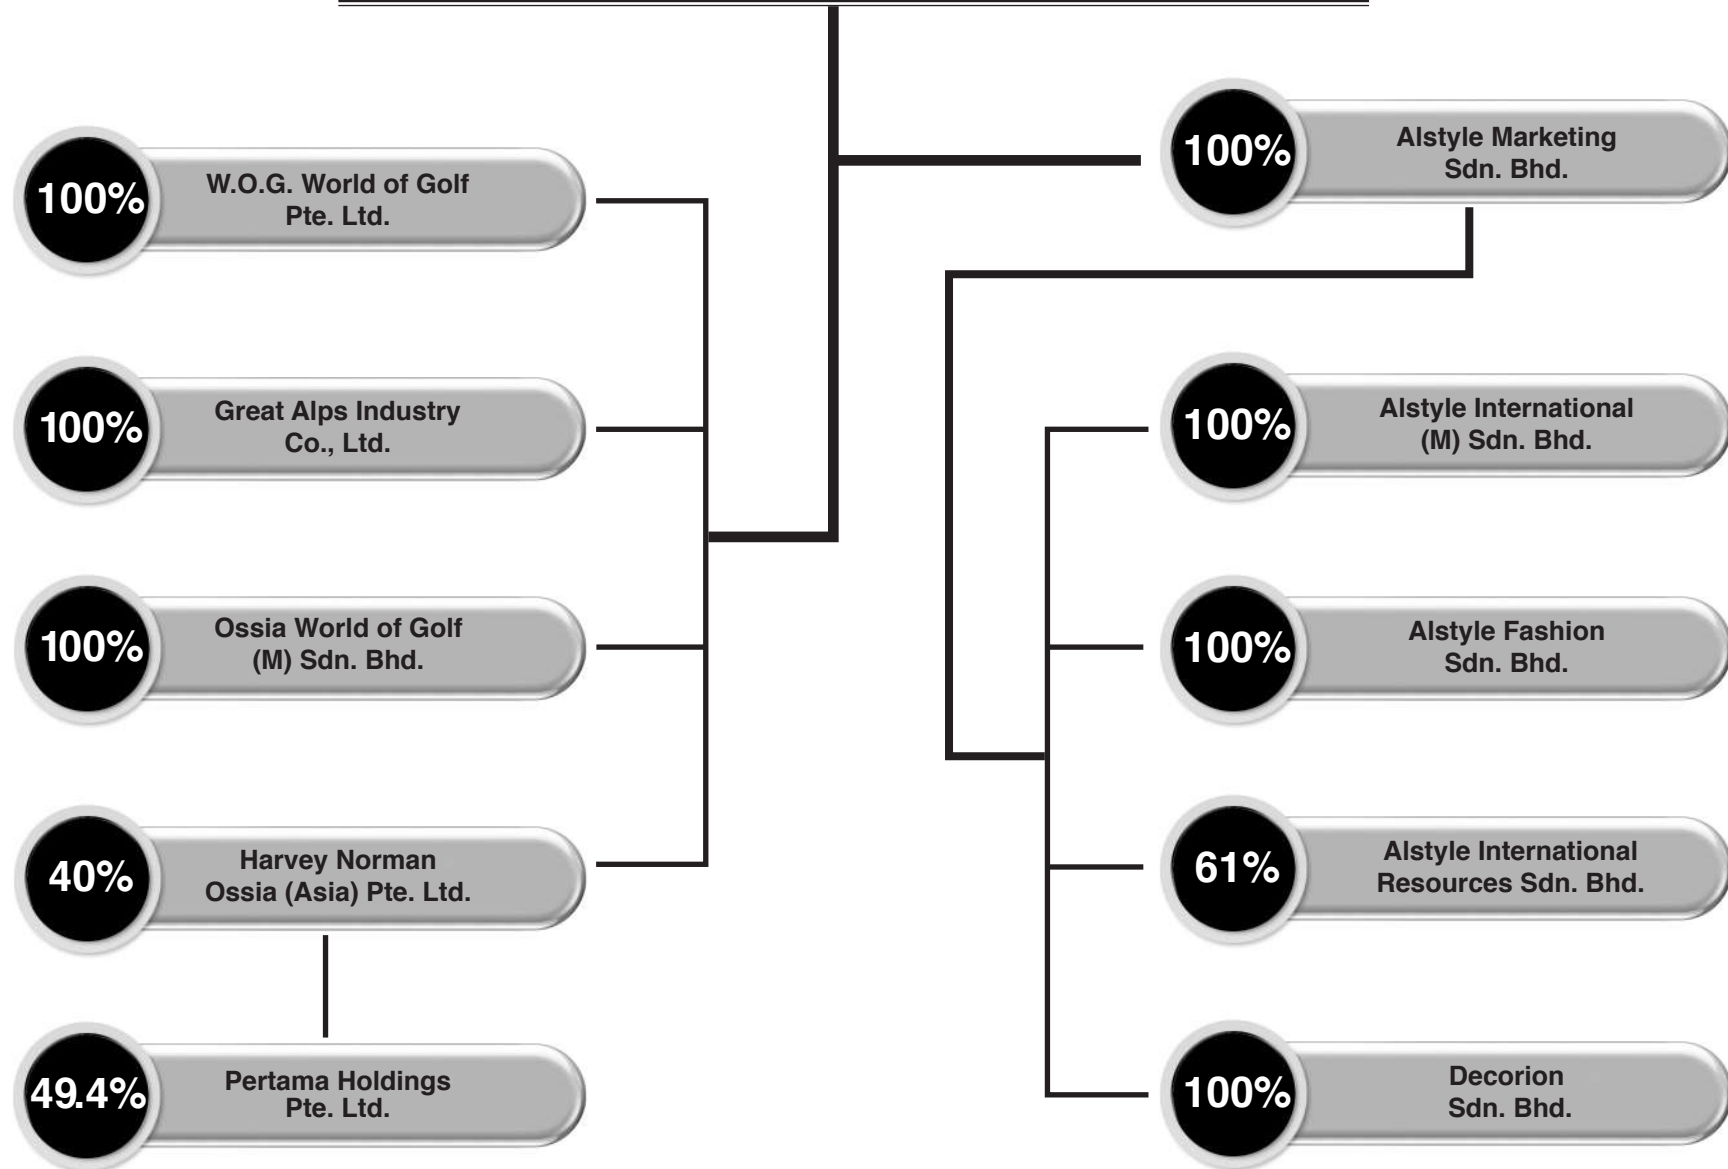 100%
W.O.G. World of Golf
Pte. Ltd.
100%
Great Alps Industry
Co., Ltd.
100%
Ossia World of Golf
(M) Sdn. Bhd.
40%
Harvey Norman
Ossia (Asia) Pte. Ltd.
49.4%
Pertama Holdings
Pte. Ltd.
100%
Alstyle Marketing
Sdn. Bhd.
100%
Alstyle International
(M) Sdn. Bhd.
100%
Alstyle Fashion
Sdn. Bhd.
61%
Alstyle International
Resources Sdn. Bhd.
100%
Decorion
Sdn. Bhd.